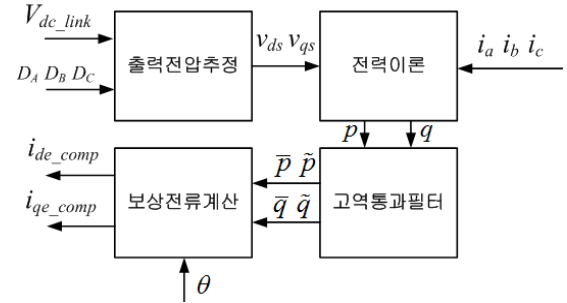 V_dc_link
D_A D_B D_C
출력전압추정
v_ds v_qs
전력이론
i_a i_b i_c
p q
i_de_comp
i_qe_comp
보상전류계산
p̅ p̃
q̅ q̃
고역통과필터
θ